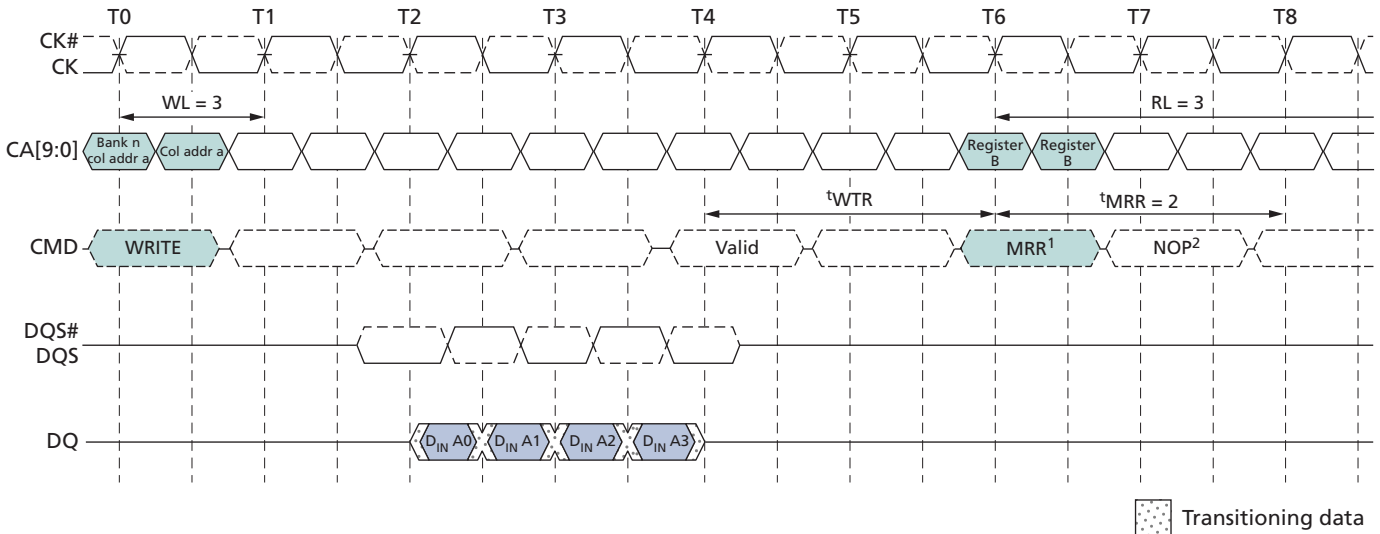 T0 T1 T2 T3 T4 T5 T6 T7 T8
CK#
CK
WL = 3 RL = 3
CA[9:0] Bank n col addr a Col addr a Register B Register B
tWTR tMRR = 2
CMD WRITE Valid MRR1 NOP2
DQS#
DQS
DQ DIN A0 DIN A1 DIN A2 DIN A3
Transitioning data